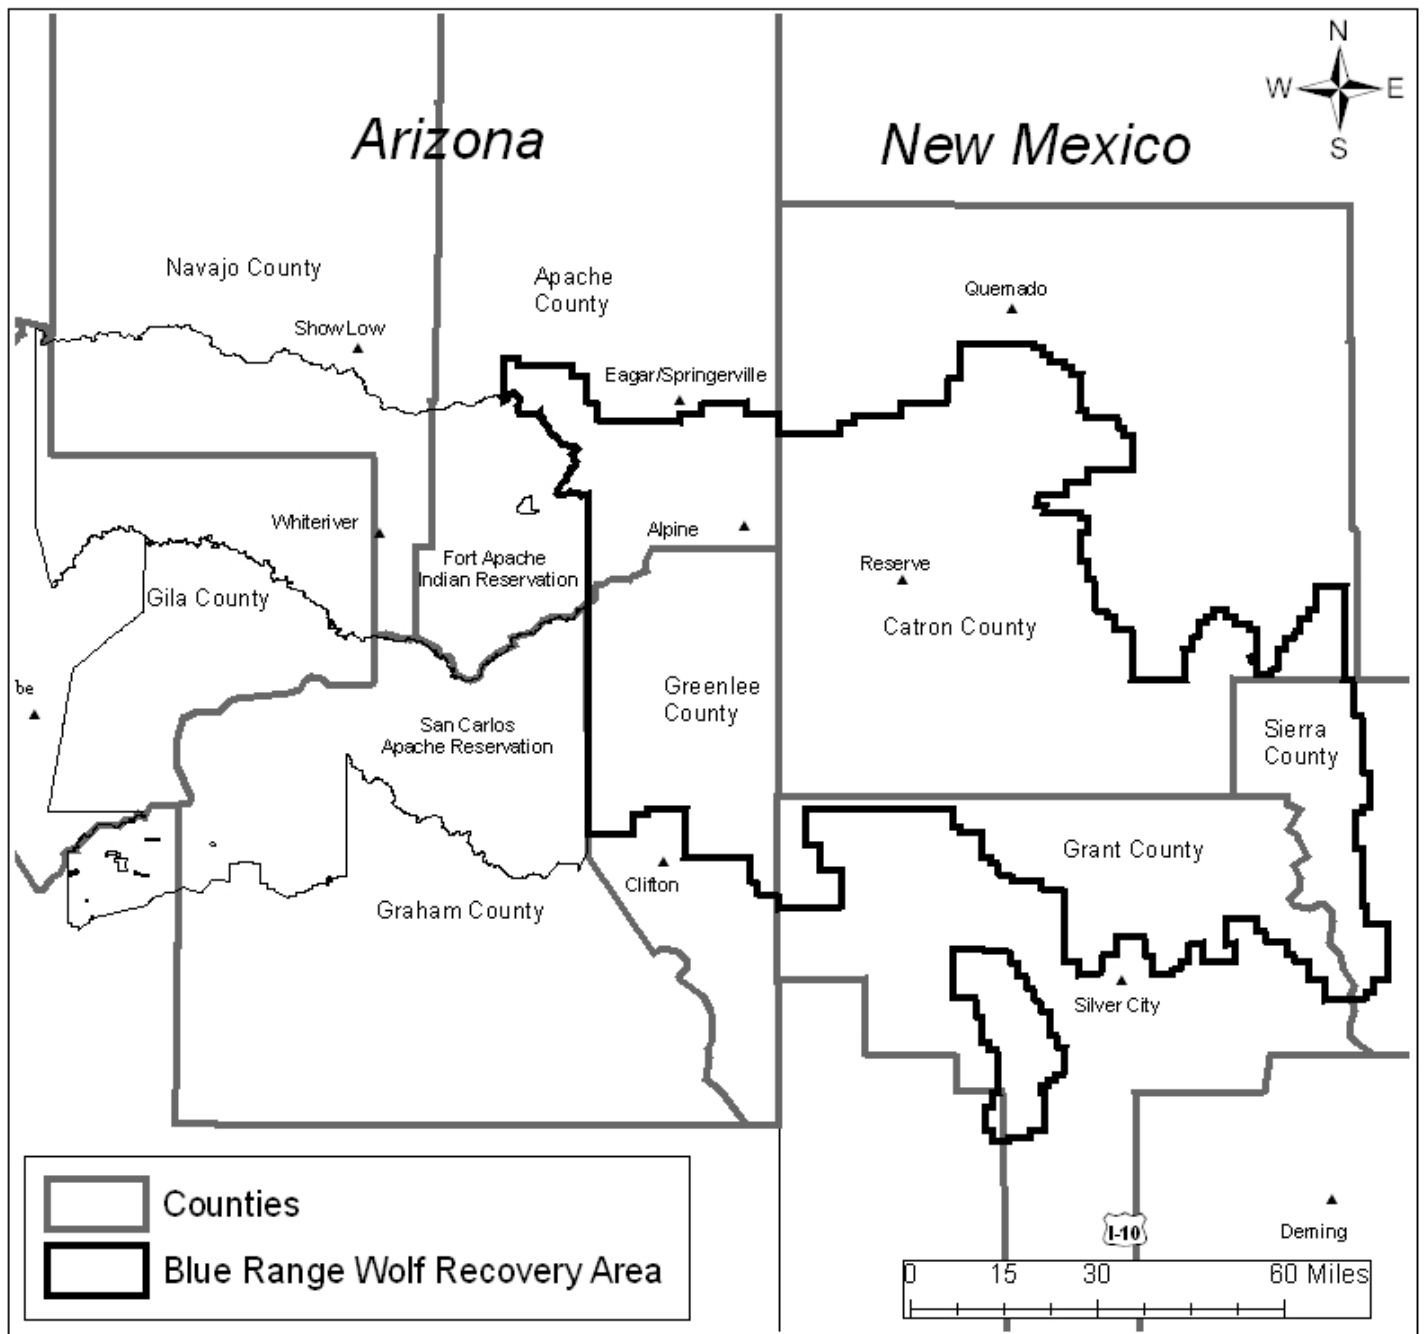 N
W E
S
Arizona
New Mexico
Navajo County
Apache
County
Quemado
Show Low
Eagar/Springerville
Whiteriver
Alpine
Fort Apache
Indian Reservation
Reserve
Gila County
Catron County
be
Greenlee
County
San Carlos
Apache Reservation
Sierra
County
Grant County
Clifton
Graham County
Silver City
Counties
Blue Range Wolf Recovery Area
I-10
Deming
0 15 30 60 Miles